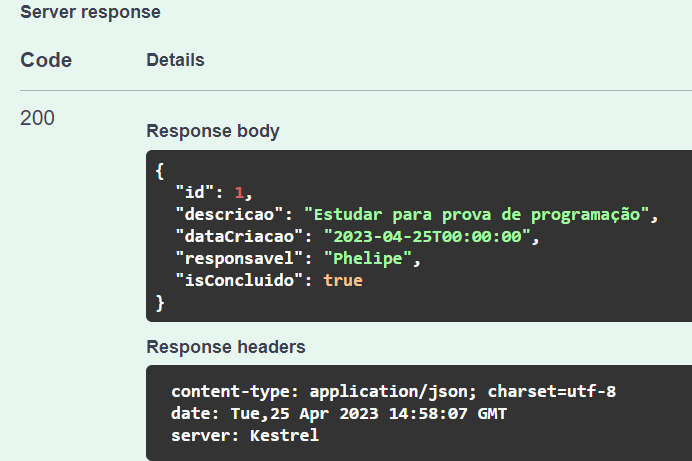 Server response
Code Details
200
Response body
{
"id": 1,
"descricao": "Estudar para prova de programação",
"dataCriacao": "2023-04-25T00:00:00",
"responsavel": "Phelipe",
"isConcluido": true
}
Response headers
content-type: application/json; charset=utf-8
date: Tue,25 Apr 2023 14:58:07 GMT
server: Kestrel